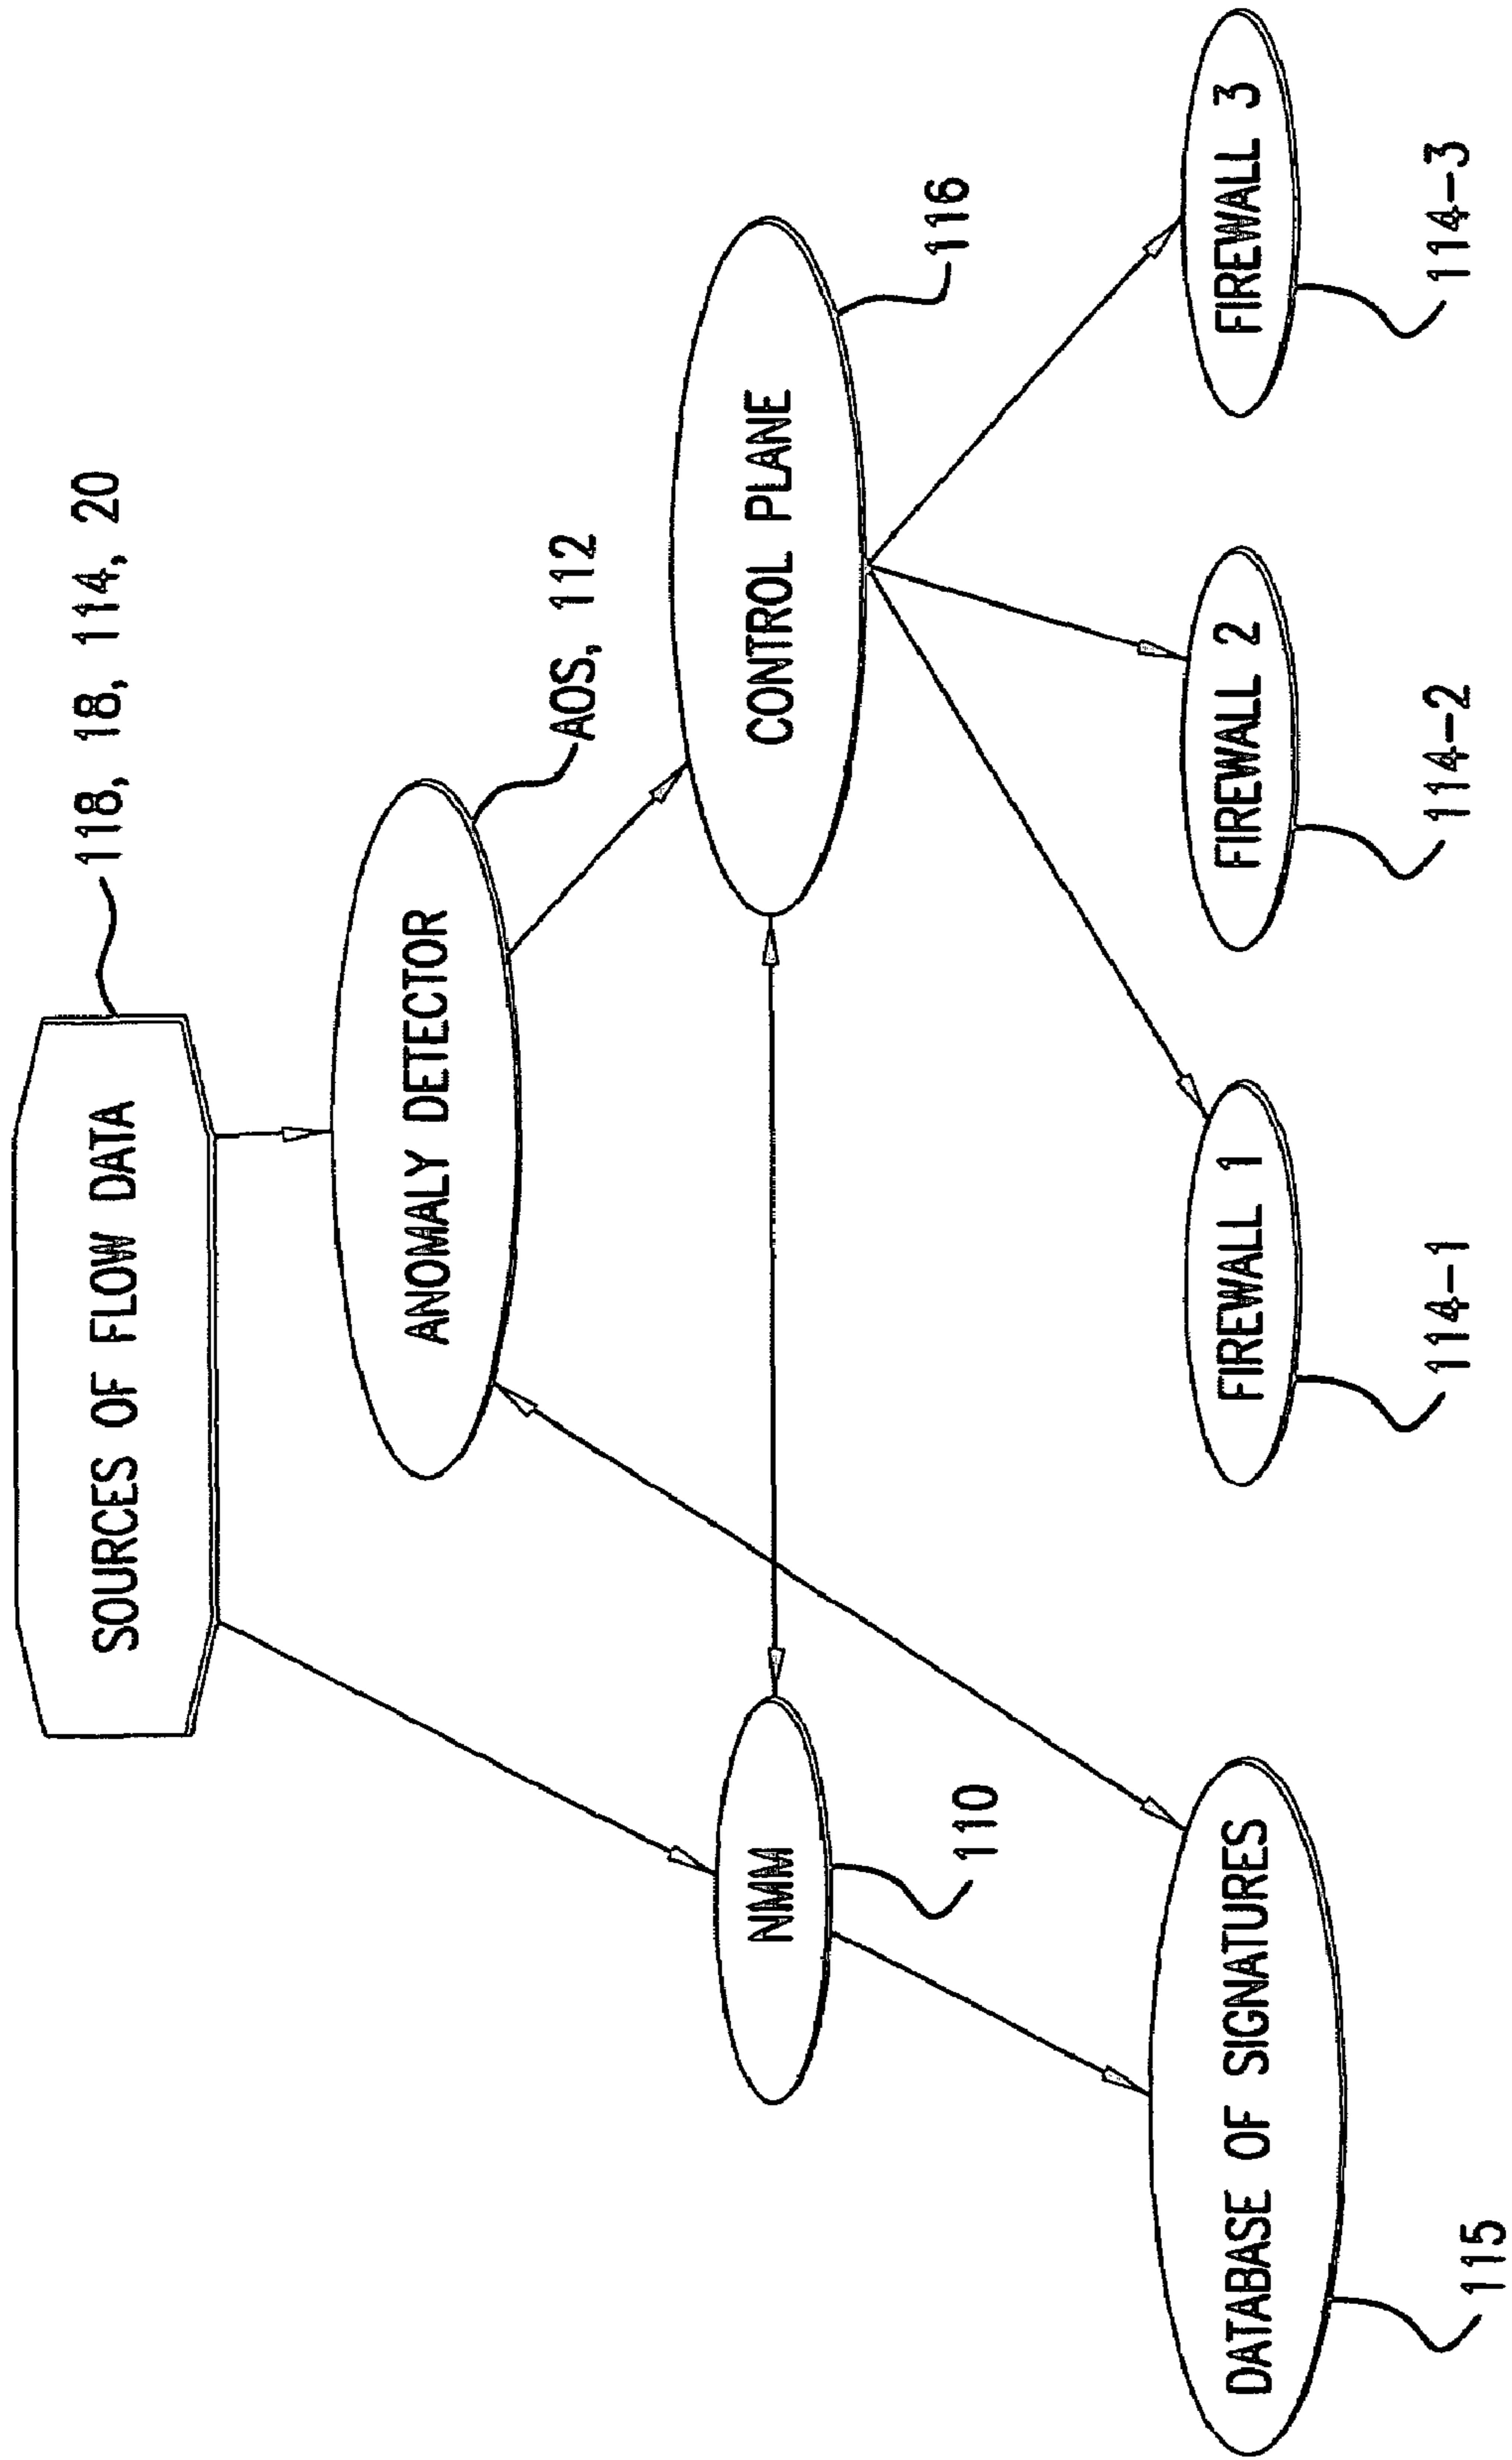 SOURCES OF FLOW DATA
118, 18, 114, 20
ANOMALY DETECTOR
AOS, 112
NMM
110
CONTROL PLANE
116
DATABASE OF SIGNATURES
115
FIREWALL 1
114-1
FIREWALL 2
114-2
FIREWALL 3
114-3